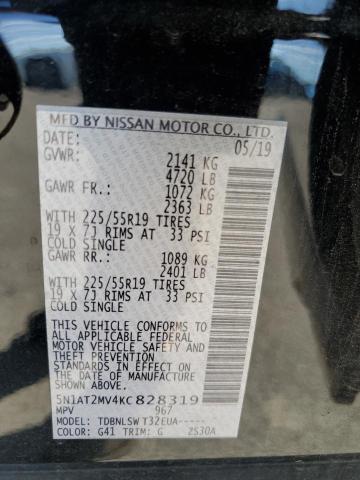 MFD BY NISSAN MOTOR CO., LTD.
DATE: 05/19
GVWR: 2141 KG
4720 LB
GAWR FR.: 1072 KG
2363 LB
WITH 225/55R19 TIRES
19 x 7J RIMS AT 33 PSI
COLD SINGLE
GAWR RR.: 1089 KG
2401 LB
WITH 225/55R19 TIRES
19 x 7J RIMS AT 33 PSI
COLD SINGLE
THIS VEHICLE CONFORMS TO
ALL APPLICABLE FEDERAL
MOTOR VEHICLE SAFETY AND
THEFT PREVENTION
STANDARDS IN EFFECT ON
THE DATE OF MANUFACTURE
SHOWN ABOVE.
5N1AT2MV4KC828319
MPV 967
MODEL: TDBNLSW T32EUA-----
COLOR: G41 TRIM: G 2S30A